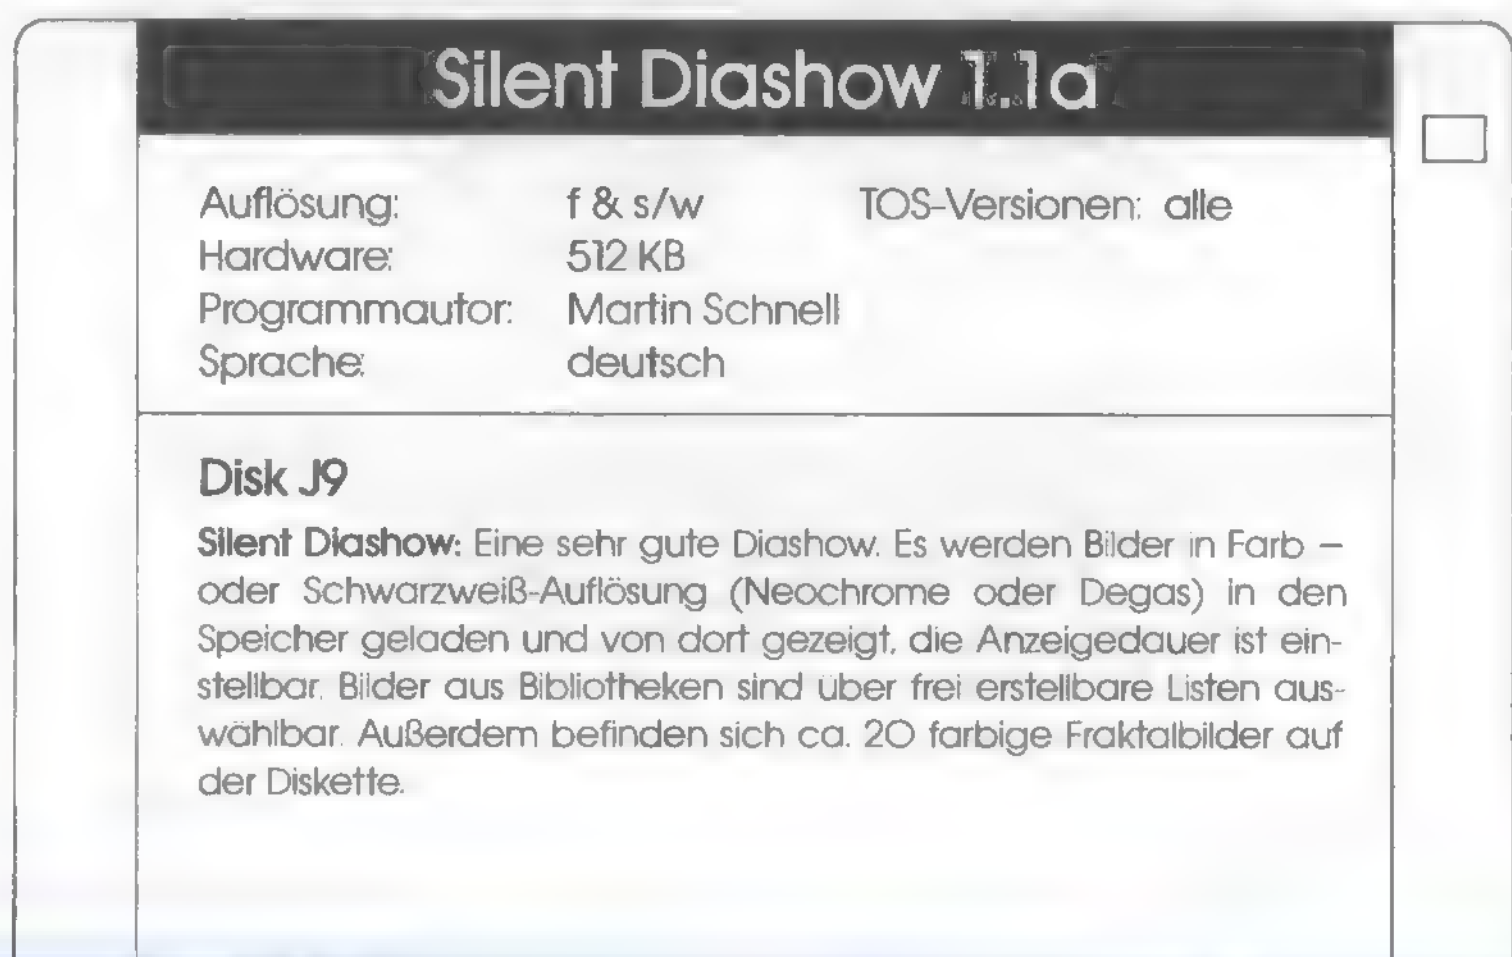 Silent Diashow 1.1a
Auflösung: f & s/w TOS-Versionen: alle
Hardware: 512 KB
Programmautor: Martin Schnell
Sprache: deutsch
Disk J9
Silent Diashow: Eine sehr gute Diashow. Es werden Bilder in Farb –
oder Schwarzweiß-Auflösung (Neochrome oder Degas) in den
Speicher geladen und von dort gezeigt, die Anzeigedauer ist ein-
stellbar. Bilder aus Bibliotheken sind über frei erstellbare Listen aus-
wählbar. Außerdem befinden sich ca. 20 farbige Fraktalbilder auf
der Diskette.